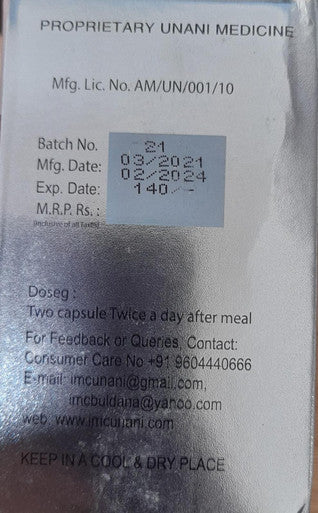 PROPRIETARY UNANI MEDICINE
Mfg. Lic. No. AM/UN/001/10
Batch No. 21
Mfg. Date: 03/2021
Exp. Date: 02/2024
M.R.P. Rs. : 140/-
(Inclusive of all Taxes)
Doseg :
Two capsule Twice a day after meal
For Feedback or Queries, Contact:
Consumer Care No +91 9604440666
E-mail: imcunani@gmail.com,
imcbuldana@yahoo.com
web: www.imcunani.com
KEEP IN A COOL & DRY PLACE